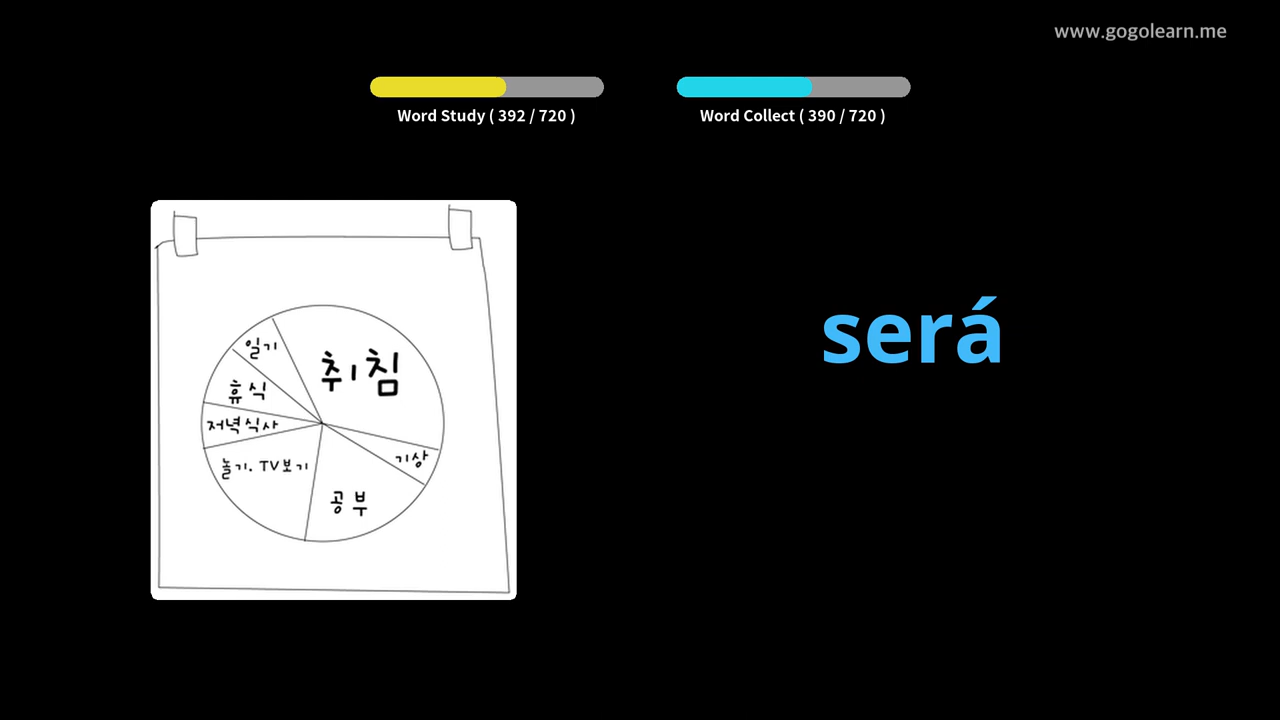 www.gogolearn.me
Word Study ( 392 / 720 )
Word Collect ( 390 / 720 )
será
일기
취침
휴식
저녁식사
기상
놀기. TV보기
공부